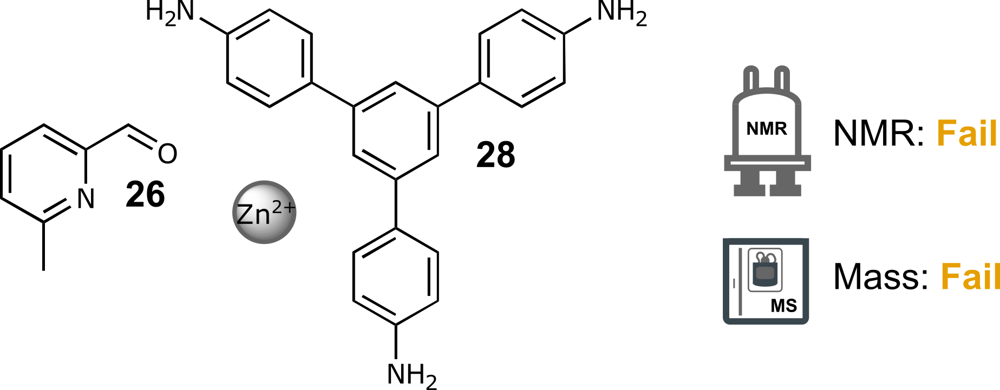 H2N
NH2
O
N
26
28
Zn2+
NH2
NMR
NMR: Fail
MS
Mass: Fail